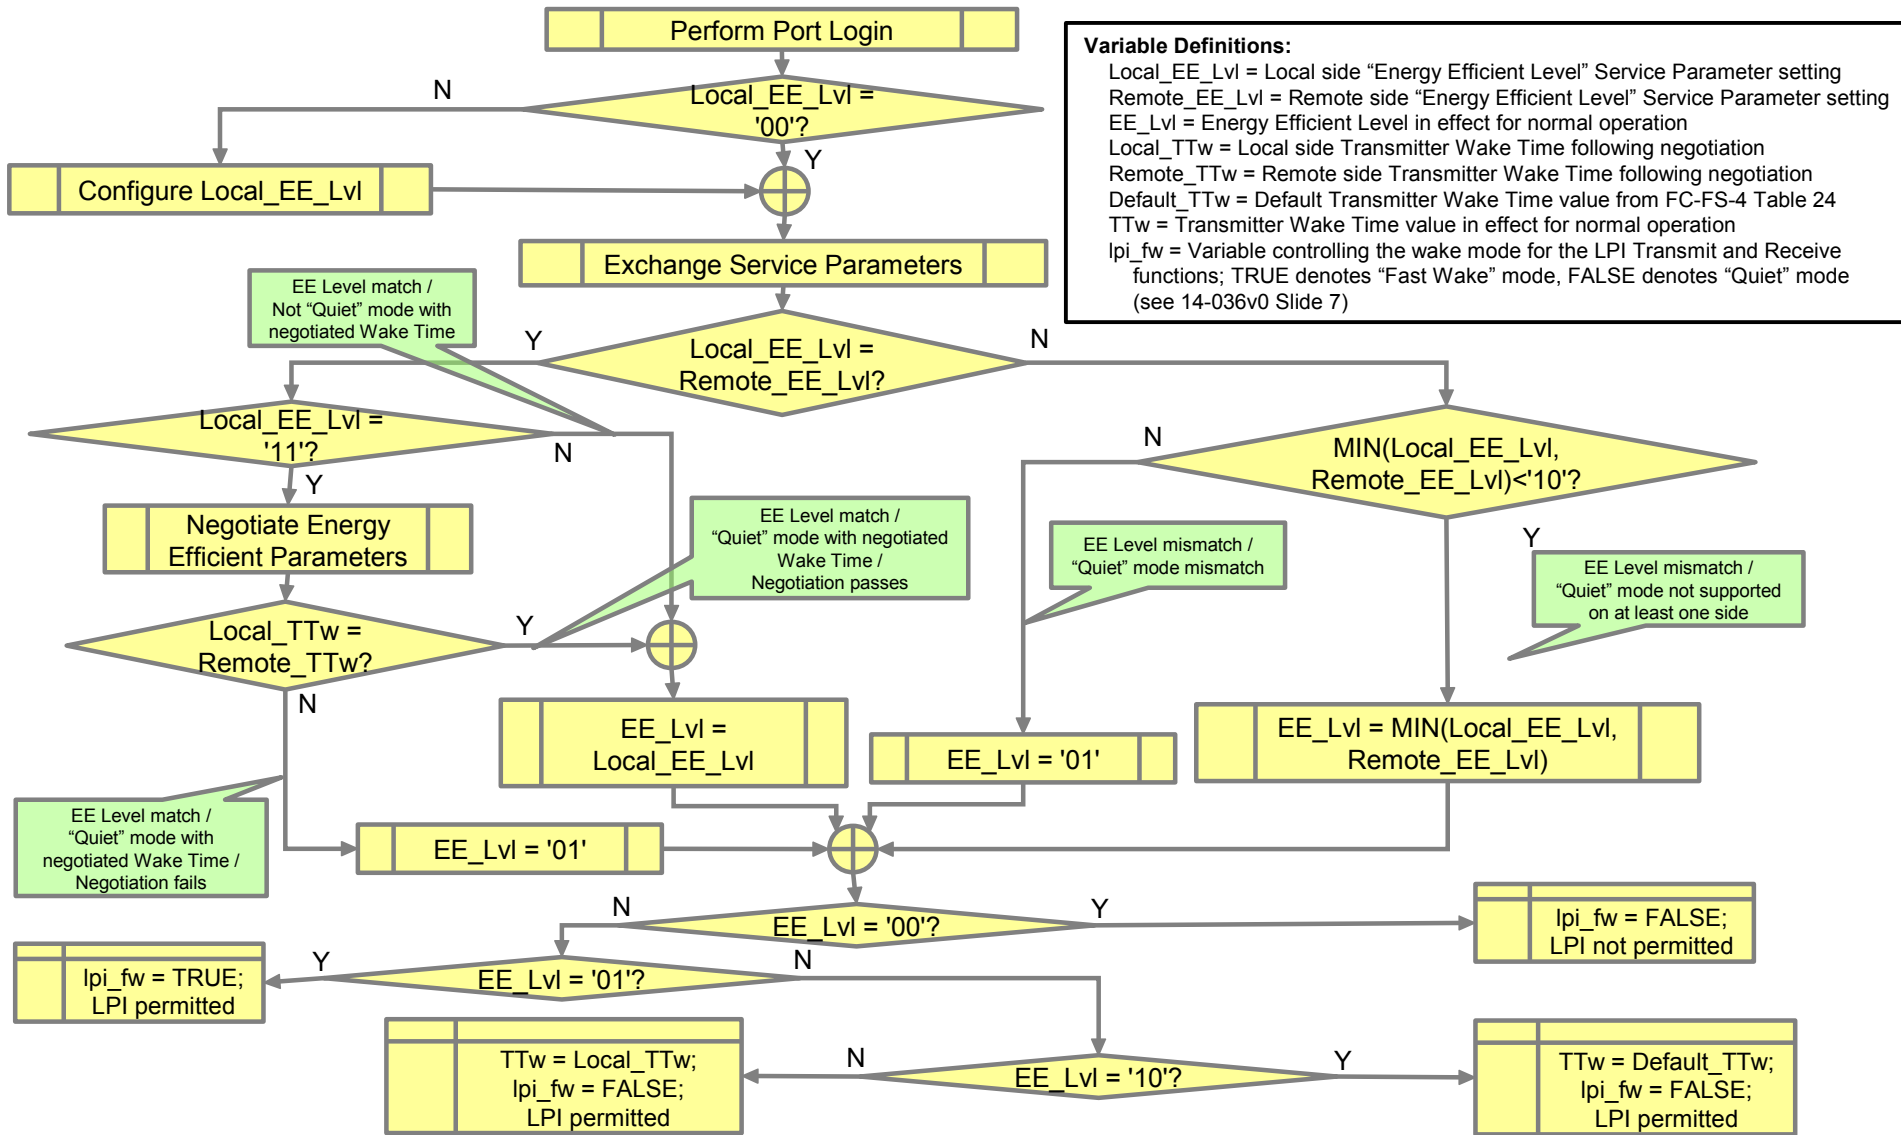 Perform Port Login
Variable Definitions:
Local_EE_Lvl = Local side “Energy Efficient Level” Service Parameter setting
Remote_EE_Lvl = Remote side “Energy Efficient Level” Service Parameter setting
EE_Lvl = Energy Efficient Level in effect for normal operation
Local_TTw = Local side Transmitter Wake Time following negotiation
Remote_TTw = Remote side Transmitter Wake Time following negotiation
Default_TTw = Default Transmitter Wake Time value from FC-FS-4 Table 24
TTw = Transmitter Wake Time value in effect for normal operation
lpi_fw = Variable controlling the wake mode for the LPI Transmit and Receive
functions; TRUE denotes “Fast Wake” mode, FALSE denotes “Quiet” mode
(see 14-036v0 Slide 7)
N
Local_EE_Lvl =
'00'?
Y
Configure Local_EE_Lvl
Exchange Service Parameters
EE Level match /
Not “Quiet” mode with
negotiated Wake Time
Y
Local_EE_Lvl =
Remote_EE_Lvl?
N
Local_EE_Lvl =
'11'?
N
Y
N
MIN(Local_EE_Lvl,
Remote_EE_Lvl)<'10'?
Y
Negotiate Energy
Efficient Parameters
EE Level match /
“Quiet” mode with negotiated
Wake Time /
Negotiation passes
EE Level mismatch /
“Quiet” mode mismatch
EE Level mismatch /
“Quiet” mode not supported
on at least one side
Local_TTw =
Remote_TTw?
Y
N
EE_Lvl =
Local_EE_Lvl
EE_Lvl = '01'
EE_Lvl = MIN(Local_EE_Lvl,
Remote_EE_Lvl)
EE Level match /
“Quiet” mode with
negotiated Wake Time /
Negotiation fails
EE_Lvl = '01'
N
EE_Lvl = '00'?
Y
lpi_fw = FALSE;
LPI not permitted
Y
EE_Lvl = '01'?
N
lpi_fw = TRUE;
LPI permitted
TTw = Local_TTw;
lpi_fw = FALSE;
LPI permitted
N
EE_Lvl = '10'?
Y
TTw = Default_TTw;
lpi_fw = FALSE;
LPI permitted